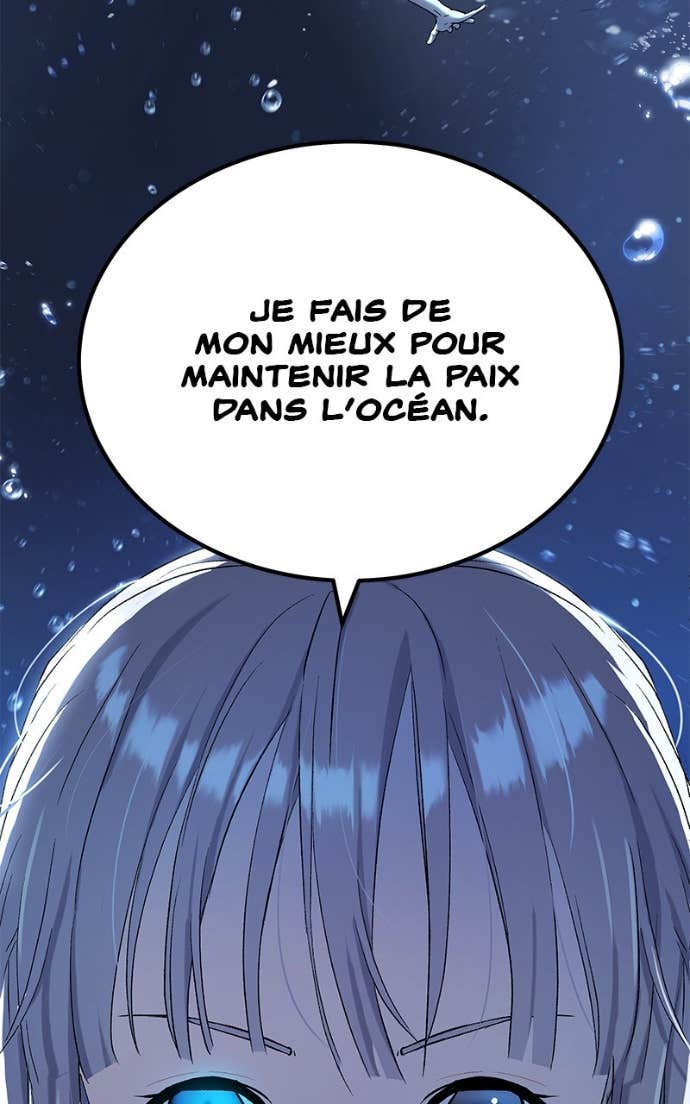 JE FAIS DE
MON MIEUX POUR
MAINTENIR LA PAIX
DANS L'OCÉAN.